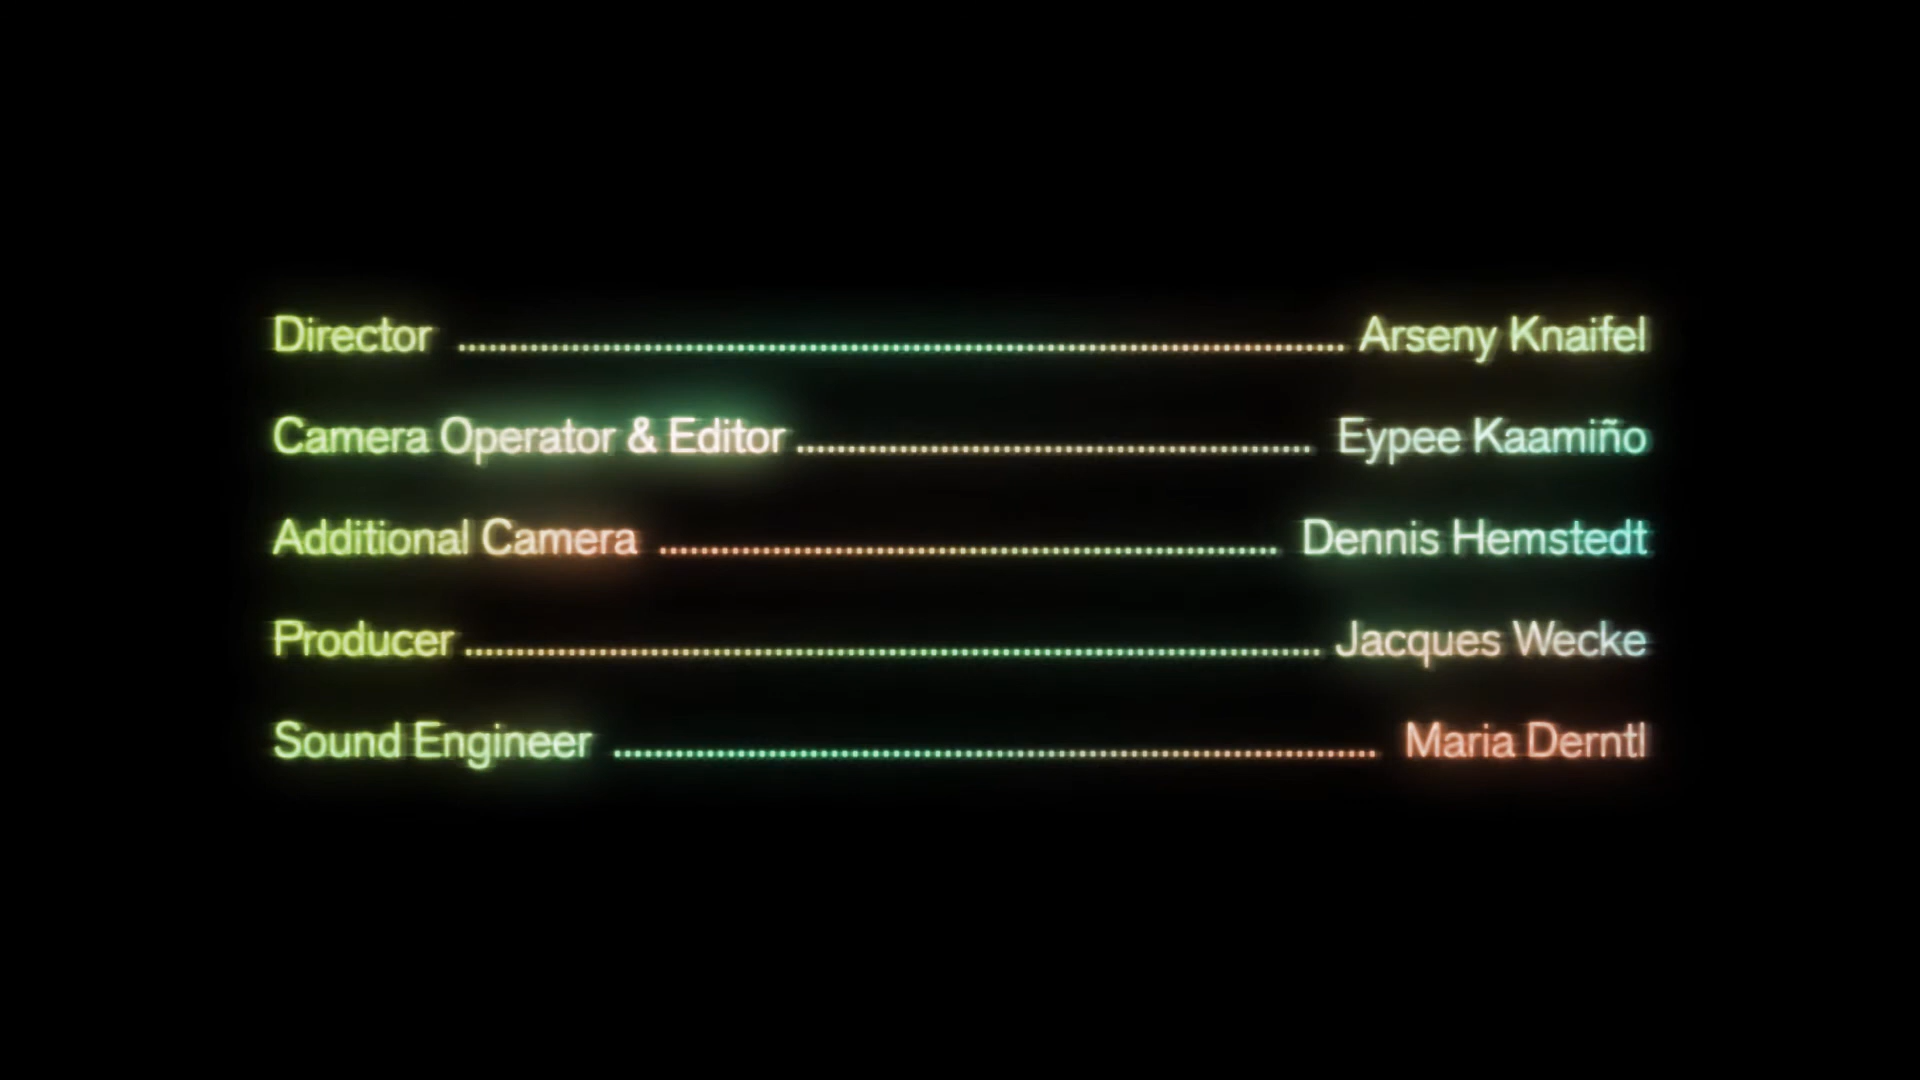 Director ........................................ Arseny Knaifel
Camera Operator & Editor ........................................ Eypee Kaamiño
Additional Camera ........................................ Dennis Hemstedt
Producer ........................................ Jacques Wecke
Sound Engineer ........................................ Maria Derntl